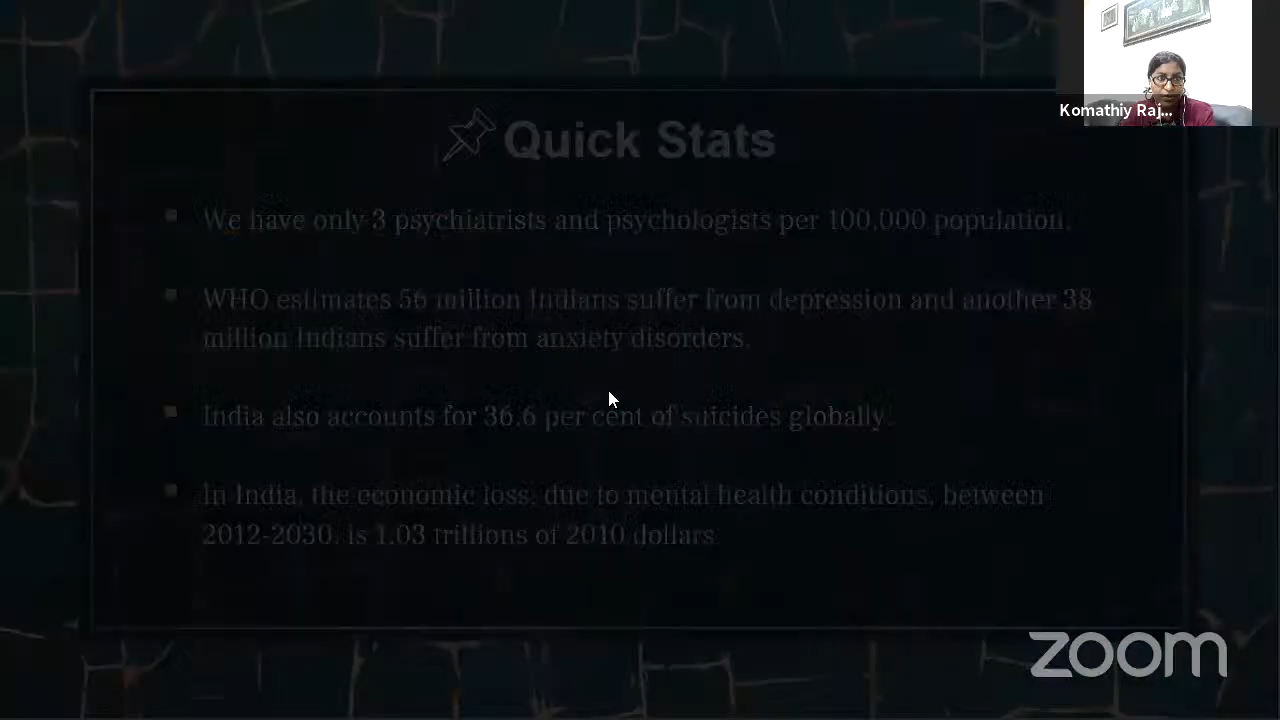 Komathiy Raj...
Quick Stats
We have only 3 psychiatrists and psychologists per 100,000 population.
WHO estimates 56 million Indians suffer from depression and another 38
million Indians suffer from anxiety disorders.
India also accounts for 36.6 per cent of suicides globally.
In India, the economic loss, due to mental health conditions, between
2012-2030, is 1.03 trillions of 2010 dollars
zoom